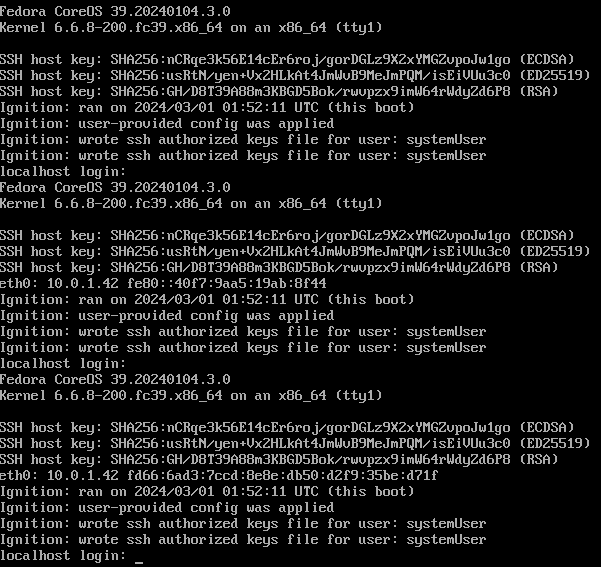 Fedora CoreOS 39.20240104.3.0
Kernel 6.6.8-200.fc39.x86_64 on an x86_64 (tty1)
SSH host key: SHA256:nCRqe3k56E14cEr6roj/gorDGLz9X2xYMGZvpoJw1go (ECDSA)
SSH host key: SHA256:usRtN/yen+Vx2HLkAt4JmWvB9MeJmPQM/isEiVUu3c0 (ED25519)
SSH host key: SHA256:GH/D8T39A88m3KBGD5Bok/rwvpzx9imW64rWdyZd6P8 (RSA)
Ignition: ran on 2024/03/01 01:52:11 UTC (this boot)
Ignition: user-provided config was applied
Ignition: wrote ssh authorized keys file for user: systemUser
Ignition: wrote ssh authorized keys file for user: systemUser
localhost login:
Fedora CoreOS 39.20240104.3.0
Kernel 6.6.8-200.fc39.x86_64 on an x86_64 (tty1)
SSH host key: SHA256:nCRqe3k56E14cEr6roj/gorDGLz9X2xYMGZvpoJw1go (ECDSA)
SSH host key: SHA256:usRtN/yen+Vx2HLkAt4JmWvB9MeJmPQM/isEiVUu3c0 (ED25519)
SSH host key: SHA256:GH/D8T39A88m3KBGD5Bok/rwvpzx9imW64rWdyZd6P8 (RSA)
eth0: 10.0.1.42 fe80::40f7:9aa5:19ab:8f44
Ignition: ran on 2024/03/01 01:52:11 UTC (this boot)
Ignition: user-provided config was applied
Ignition: wrote ssh authorized keys file for user: systemUser
Ignition: wrote ssh authorized keys file for user: systemUser
localhost login:
Fedora CoreOS 39.20240104.3.0
Kernel 6.6.8-200.fc39.x86_64 on an x86_64 (tty1)
SSH host key: SHA256:nCRqe3k56E14cEr6roj/gorDGLz9X2xYMGZvpoJw1go (ECDSA)
SSH host key: SHA256:usRtN/yen+Vx2HLkAt4JmWvB9MeJmPQM/isEiVUu3c0 (ED25519)
SSH host key: SHA256:GH/D8T39A88m3KBGD5Bok/rwvpzx9imW64rWdyZd6P8 (RSA)
eth0: 10.0.1.42 fd66:6ad3:7ccd:8e8e:db50:d2f9:35be:d71f
Ignition: ran on 2024/03/01 01:52:11 UTC (this boot)
Ignition: user-provided config was applied
Ignition: wrote ssh authorized keys file for user: systemUser
Ignition: wrote ssh authorized keys file for user: systemUser
localhost login: _